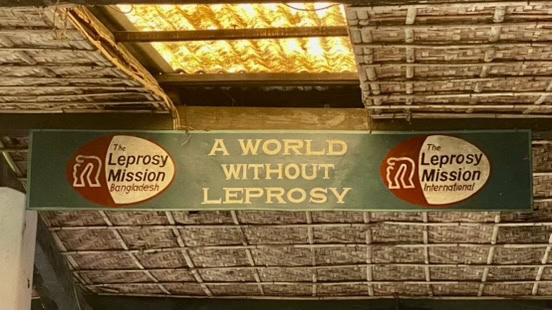 The
Leprosy
Mission
Bangladesh
A WORLD
WITHOUT
LEPROSY
The
Leprosy
Mission
International